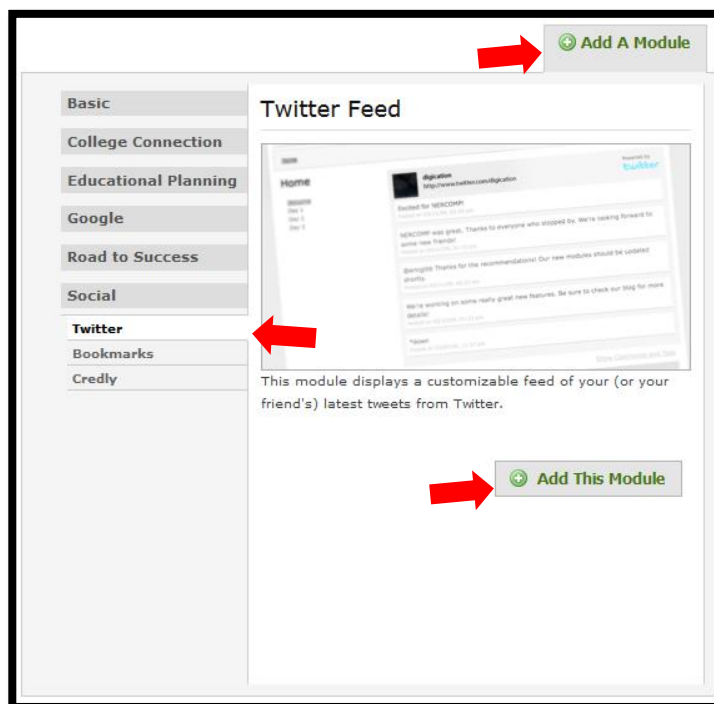 Add A Module
Basic
College Connection
Educational Planning
Google
Road to Success
Social
Twitter
Bookmarks
Credly
Twitter Feed
Home
digication
http://www.twitter.com/digication
Powered by
twitter
Excited for NERCOMP!
NERCOMP was great. Thanks to everyone who stopped by. We're looking forward to
some new friends!
Thanks for the recommendations! Our new modules should be updated
shortly.
We're working on some really great new features. Be sure to check our blog for more
details!
This module displays a customizable feed of your (or your
friend's) latest tweets from Twitter.
Add This Module